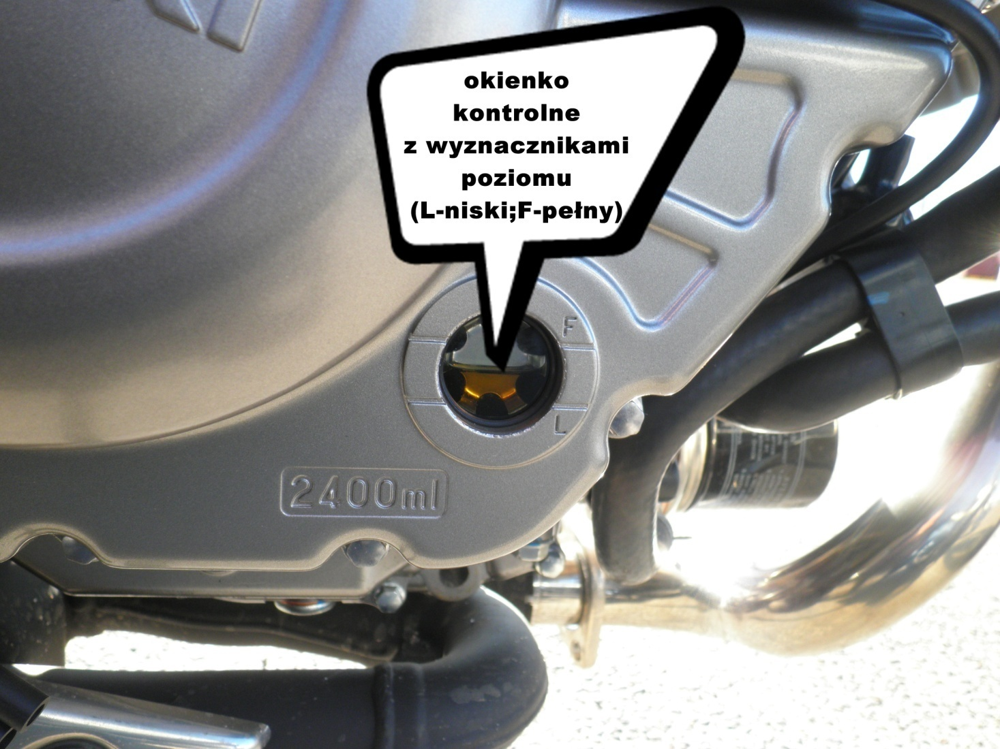 okienko
kontrolne
z wyznacznikami
poziomu
(L-niski;F-pełny)
F
L
2400ml